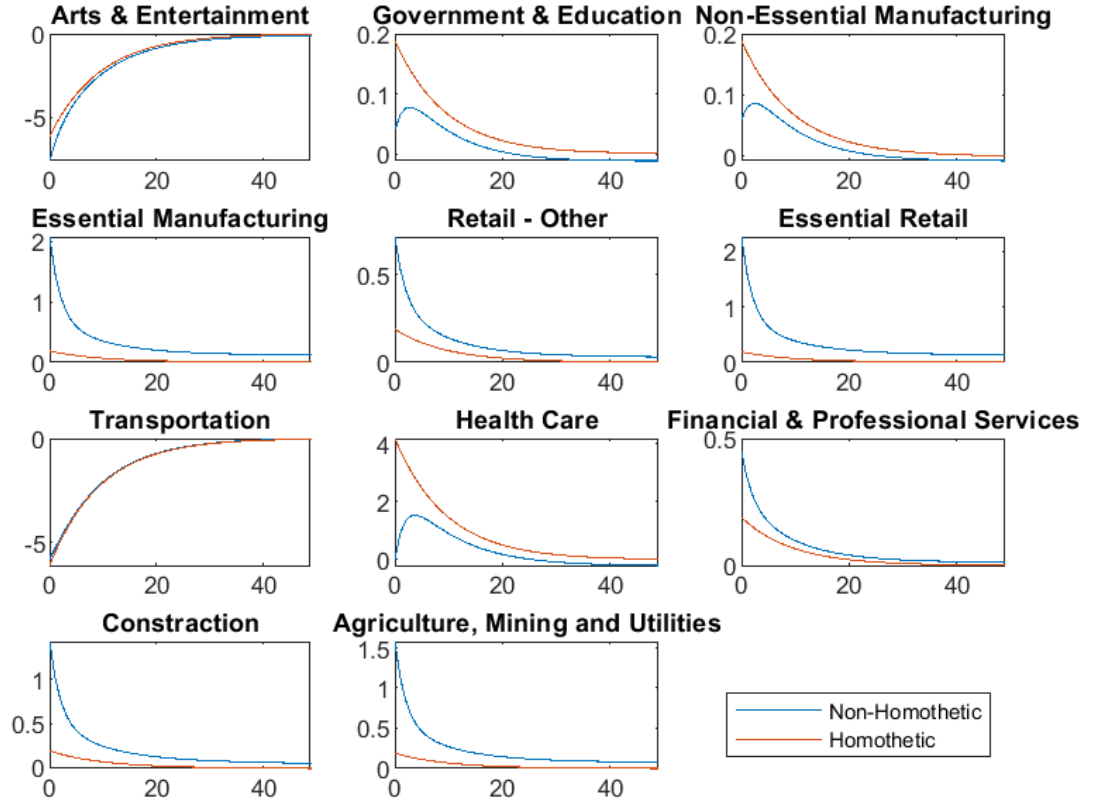 Arts & Entertainment
0
-5
0 20 40
Government & Education
0.2
0.1
0
0 20 40
Non-Essential Manufacturing
0.2
0.1
0
0 20 40
Essential Manufacturing
2
1
0
0 20 40
Retail - Other
0.5
0
0 20 40
Essential Retail
2
1
0
0 20 40
Transportation
0
-5
0 20 40
Health Care
4
2
0
0 20 40
Financial & Professional Services
0.5
0
0 20 40
Constraction
1
0.5
0
0 20 40
Agriculture, Mining and Utilities
1.5
1
0.5
0
0 20 40
Non-Homothetic
Homothetic